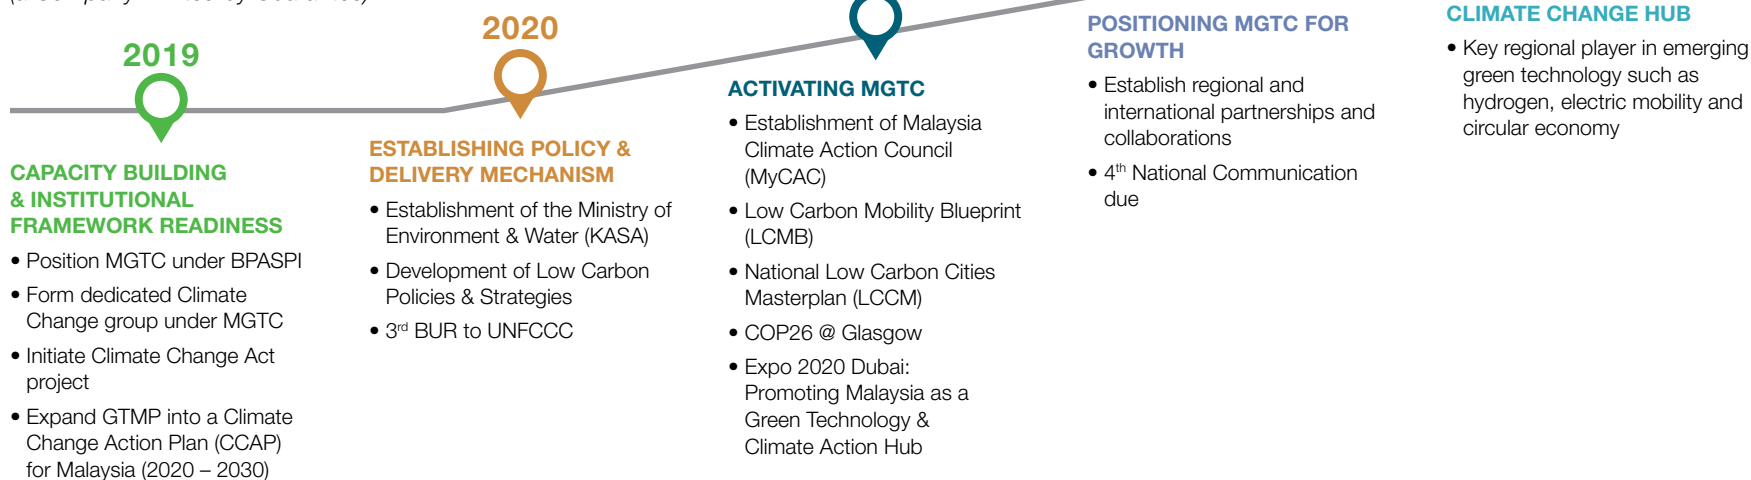 2019
CAPACITY BUILDING
& INSTITUTIONAL
FRAMEWORK READINESS
• Position MGTC under BPASPI
• Form dedicated Climate
Change group under MGTC
• Initiate Climate Change Act
project
• Expand GTMP into a Climate
Change Action Plan (CCAP)
for Malaysia (2020 – 2030)
2020
ESTABLISHING POLICY &
DELIVERY MECHANISM
• Establishment of the Ministry of
Environment & Water (KASA)
• Development of Low Carbon
Policies & Strategies
• 3rd BUR to UNFCCC
ACTIVATING MGTC
• Establishment of Malaysia
Climate Action Council
(MyCAC)
• Low Carbon Mobility Blueprint
(LCMB)
• National Low Carbon Cities
Masterplan (LCCM)
• COP26 @ Glasgow
• Expo 2020 Dubai:
Promoting Malaysia as a
Green Technology &
Climate Action Hub
POSITIONING MGTC FOR
GROWTH
• Establish regional and
international partnerships and
collaborations
• 4th National Communication
due
CLIMATE CHANGE HUB
• Key regional player in emerging
green technology such as
hydrogen, electric mobility and
circular economy